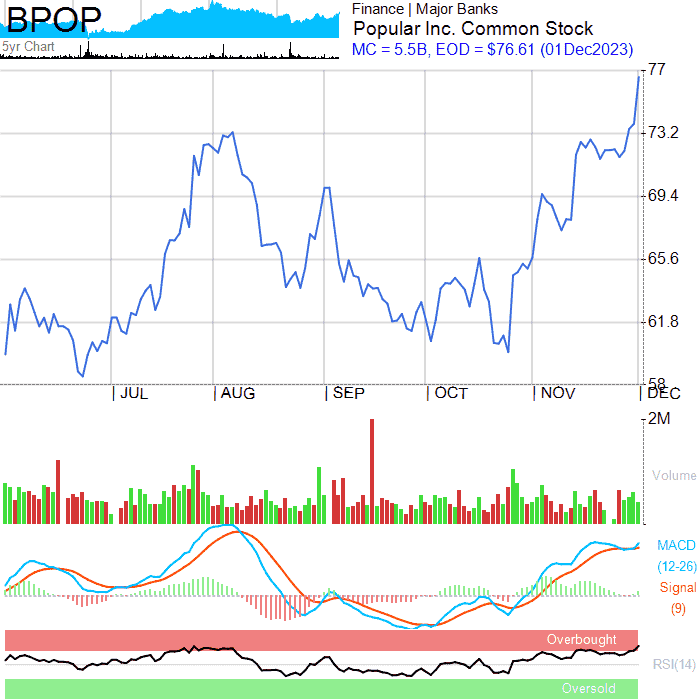 BPOP
5yr Chart
Finance | Major Banks
Popular Inc. Common Stock
MC = 5.5B, EOD = $76.61 (01Dec2023)
77
73.2
69.4
65.6
61.8
58
JUL AUG SEP OCT NOV DEC
2M
Volume
MACD
(12-26)
Signal
(9)
Overbought
RSI(14)
Oversold